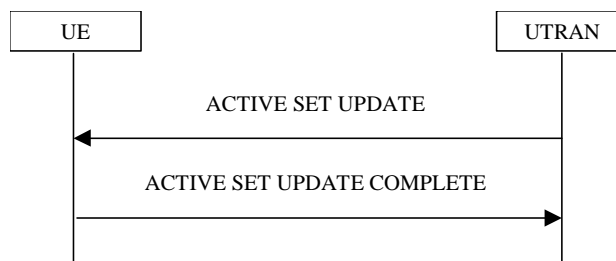 UE
UTRAN
ACTIVE SET UPDATE
ACTIVE SET UPDATE COMPLETE